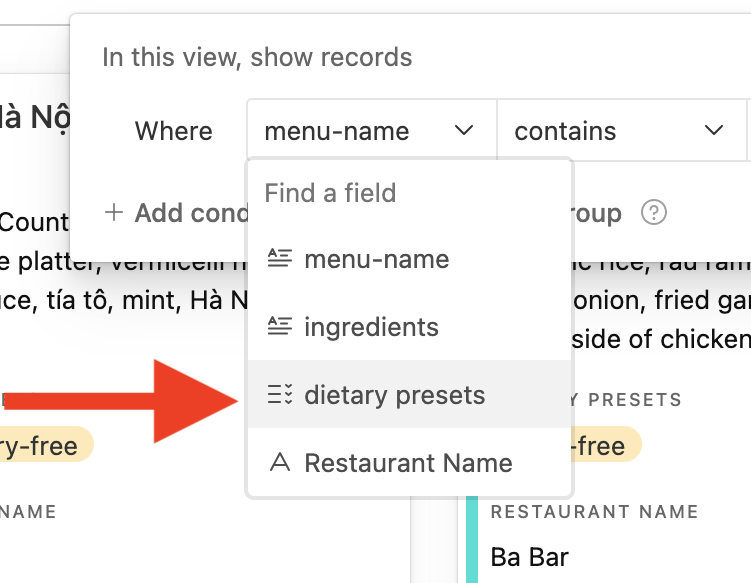 In this view, show records
Hà Nộ
Where
menu-name
contains
Find a field
+ Add cond
roup
?
Count
menu-name
e platter, vermicelli
rice, rau ram
ce, tía tô, mint, Hà N
onion, fried ga
ingredients
side of chicken
dietary presets
Y PRESETS
ry-free
-free
Restaurant Name
NAME
RESTAURANT NAME
Ba Bar